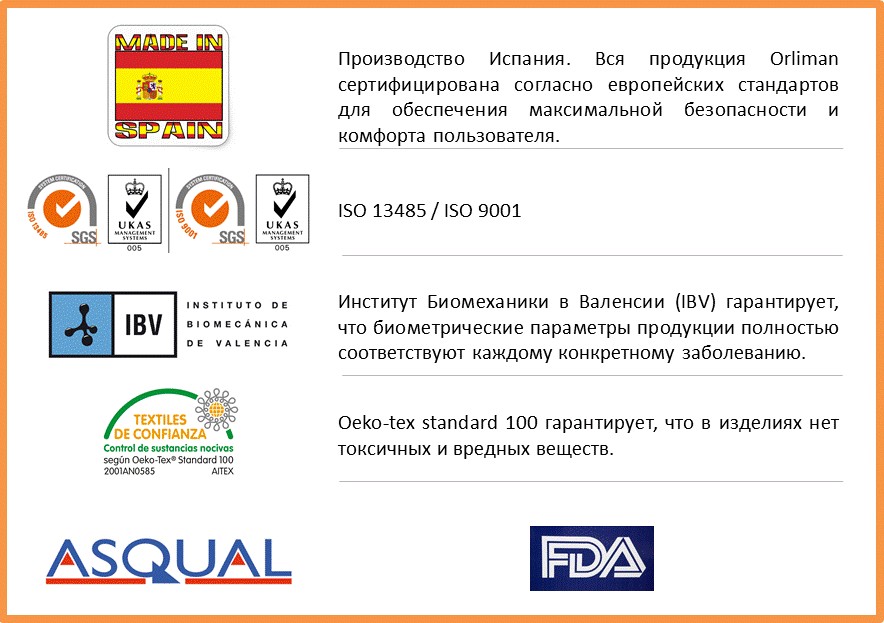 MADE IN
SPAIN
Производство Испания. Вся продукция Orliman
сертифицирована согласно европейских стандартов
для обеспечения максимальной безопасности и
комфорта пользователя.
SYSTEM CERTIFICATION
ISO 13485
SGS
UKAS
MANAGEMENT
SYSTEMS
005
SYSTEM CERTIFICATION
ISO 9001
SGS
UKAS
MANAGEMENT
SYSTEMS
005
ISO 13485 / ISO 9001
IBV
INSTITUTO DE
BIOMECÁNICA
DE VALENCIA
Институт Биомеханики в Валенсии (IBV) гарантирует,
что биометрические параметры продукции полностью
соответствуют каждому конкретному заболеванию.
TEXTILES
DE CONFIANZA
Control de sustancias nocivas
según Oeko-Tex® Standard 100
2001AN0585 AITEX
Oeko-tex standard 100 гарантирует, что в изделиях нет
токсичных и вредных веществ.
ASQUAL
FDA